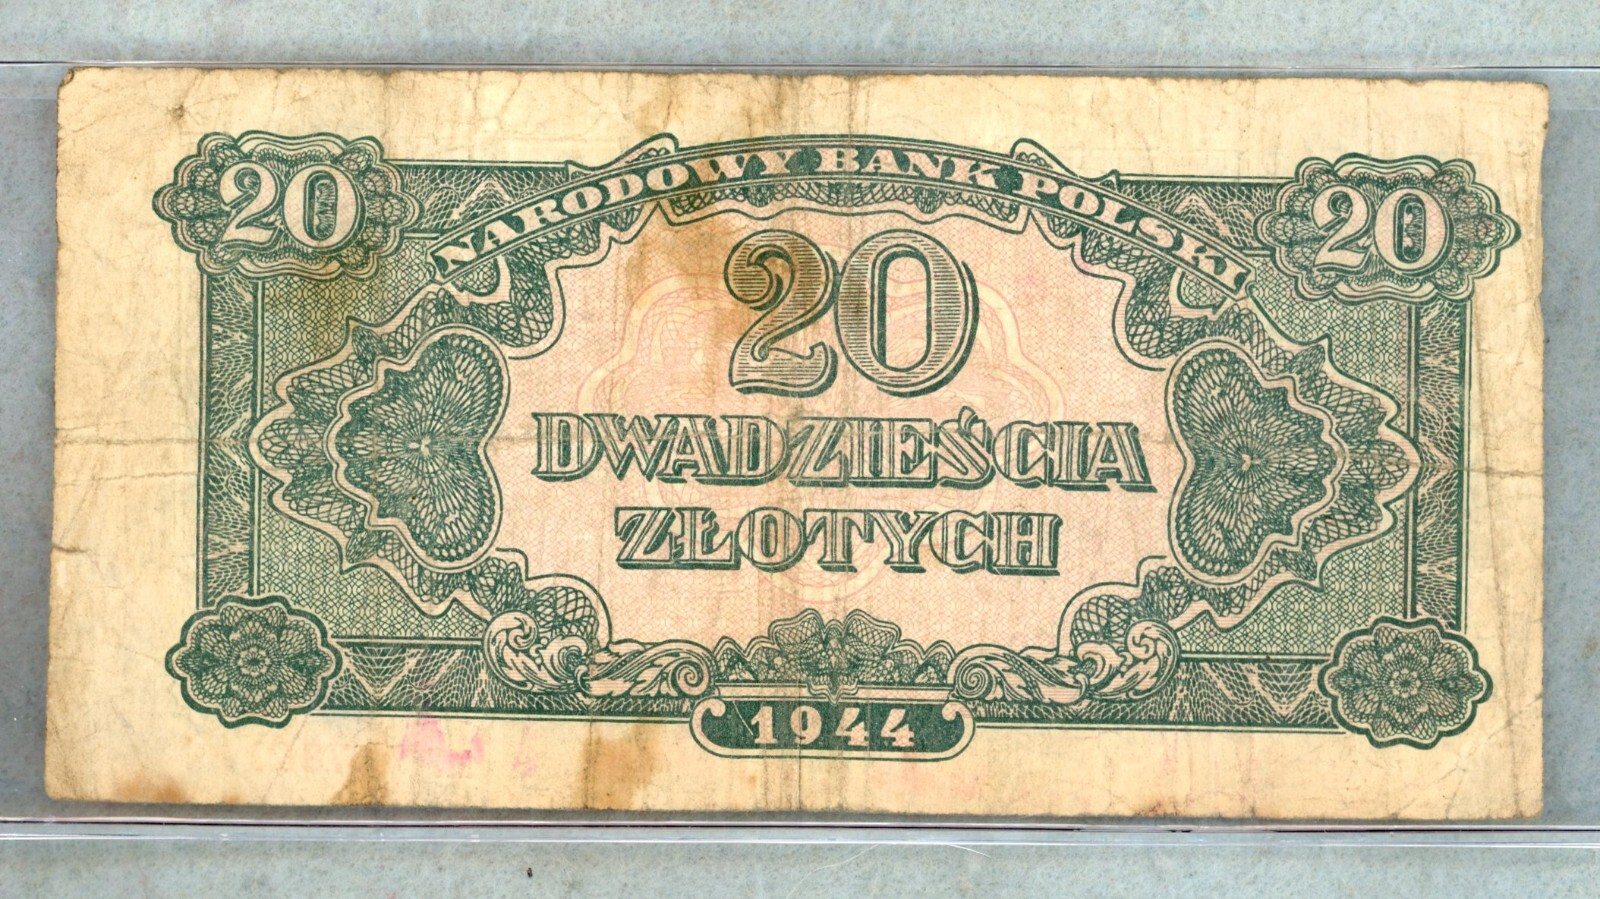 20 20
NARODOWY BANK POLSKI
20
DWADZIEŚCIA
ZŁOTYCH
1944